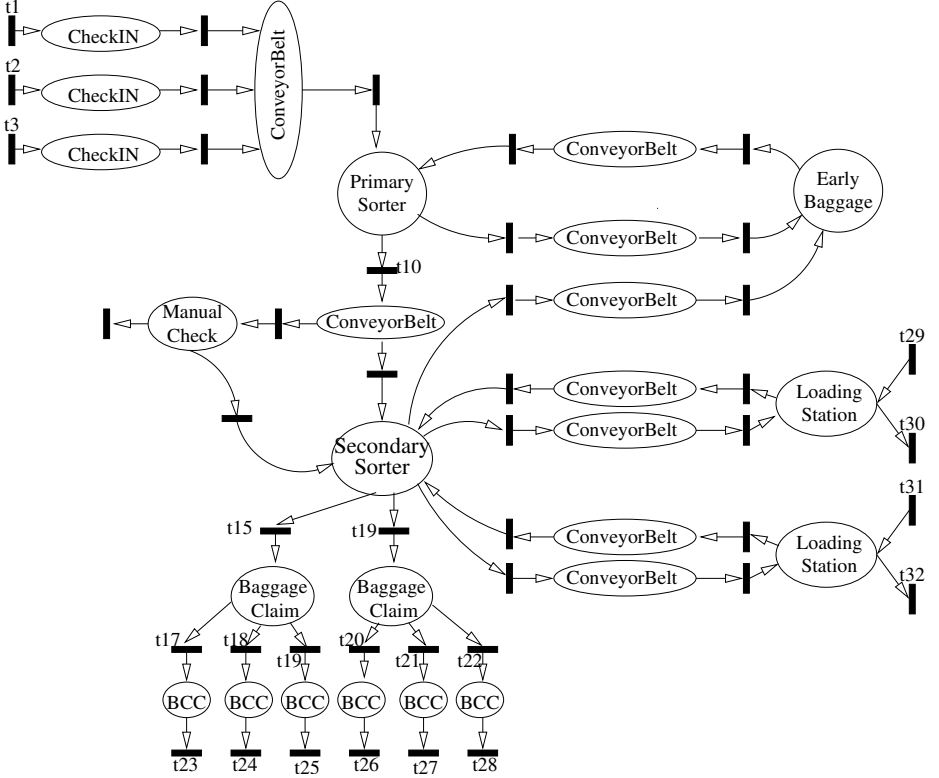 t1
CheckIN
t2
CheckIN
t3
CheckIN
ConveyorBelt
ConveyorBelt
Primary
Sorter
Early
Baggage
ConveyorBelt
t10
ConveyorBelt
Manual
Check
ConveyorBelt
t29
ConveyorBelt
Loading
Station
ConveyorBelt
t30
Secondary
Sorter
t31
t15
t19
ConveyorBelt
Loading
Station
ConveyorBelt
t32
Baggage
Claim
Baggage
Claim
t17
t18
t19
t20
t21
t22
BCC
BCC
BCC
BCC
BCC
BCC
t23
t24
t25
t26
t27
t28